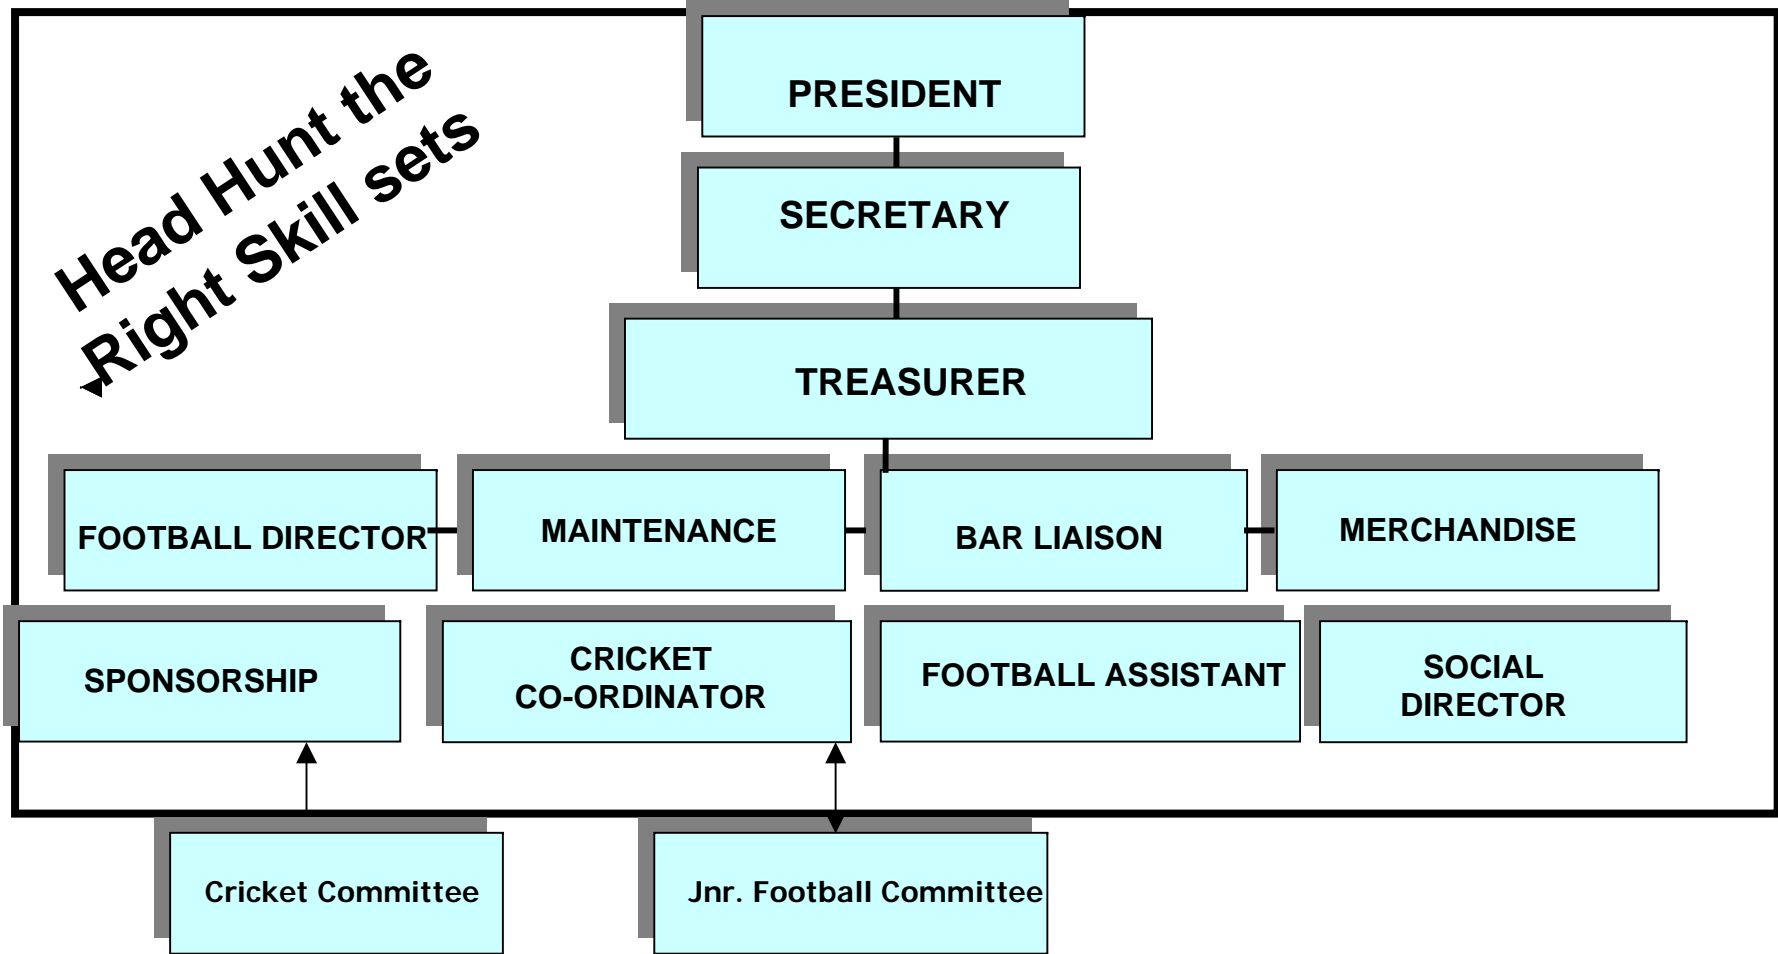 Head Hunt the
Right Skill sets
PRESIDENT
SECRETARY
TREASURER
FOOTBALL DIRECTOR
MAINTENANCE
BAR LIAISON
MERCHANDISE
SPONSORSHIP
CRICKET
CO-ORDINATOR
FOOTBALL ASSISTANT
SOCIAL
DIRECTOR
Cricket Committee
Jnr. Football Committee